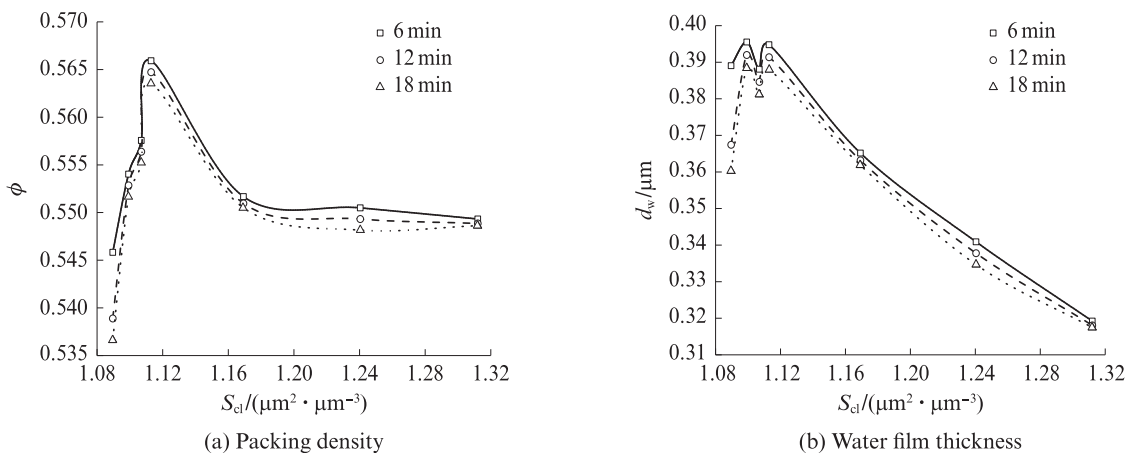 0.570
0.565
0.560
0.555
0.550
0.545
0.540
0.535
ϕ
6 min
12 min
18 min
1.08 1.12 1.16 1.20 1.24 1.28 1.32
Scl/(μm²・μm⁻³)
(a) Packing density
0.40
0.39
0.38
0.37
0.36
0.35
0.34
0.33
0.32
0.31
dw/μm
6 min
12 min
18 min
1.08 1.12 1.16 1.20 1.24 1.28 1.32
Scl/(μm²・μm⁻³)
(b) Water film thickness